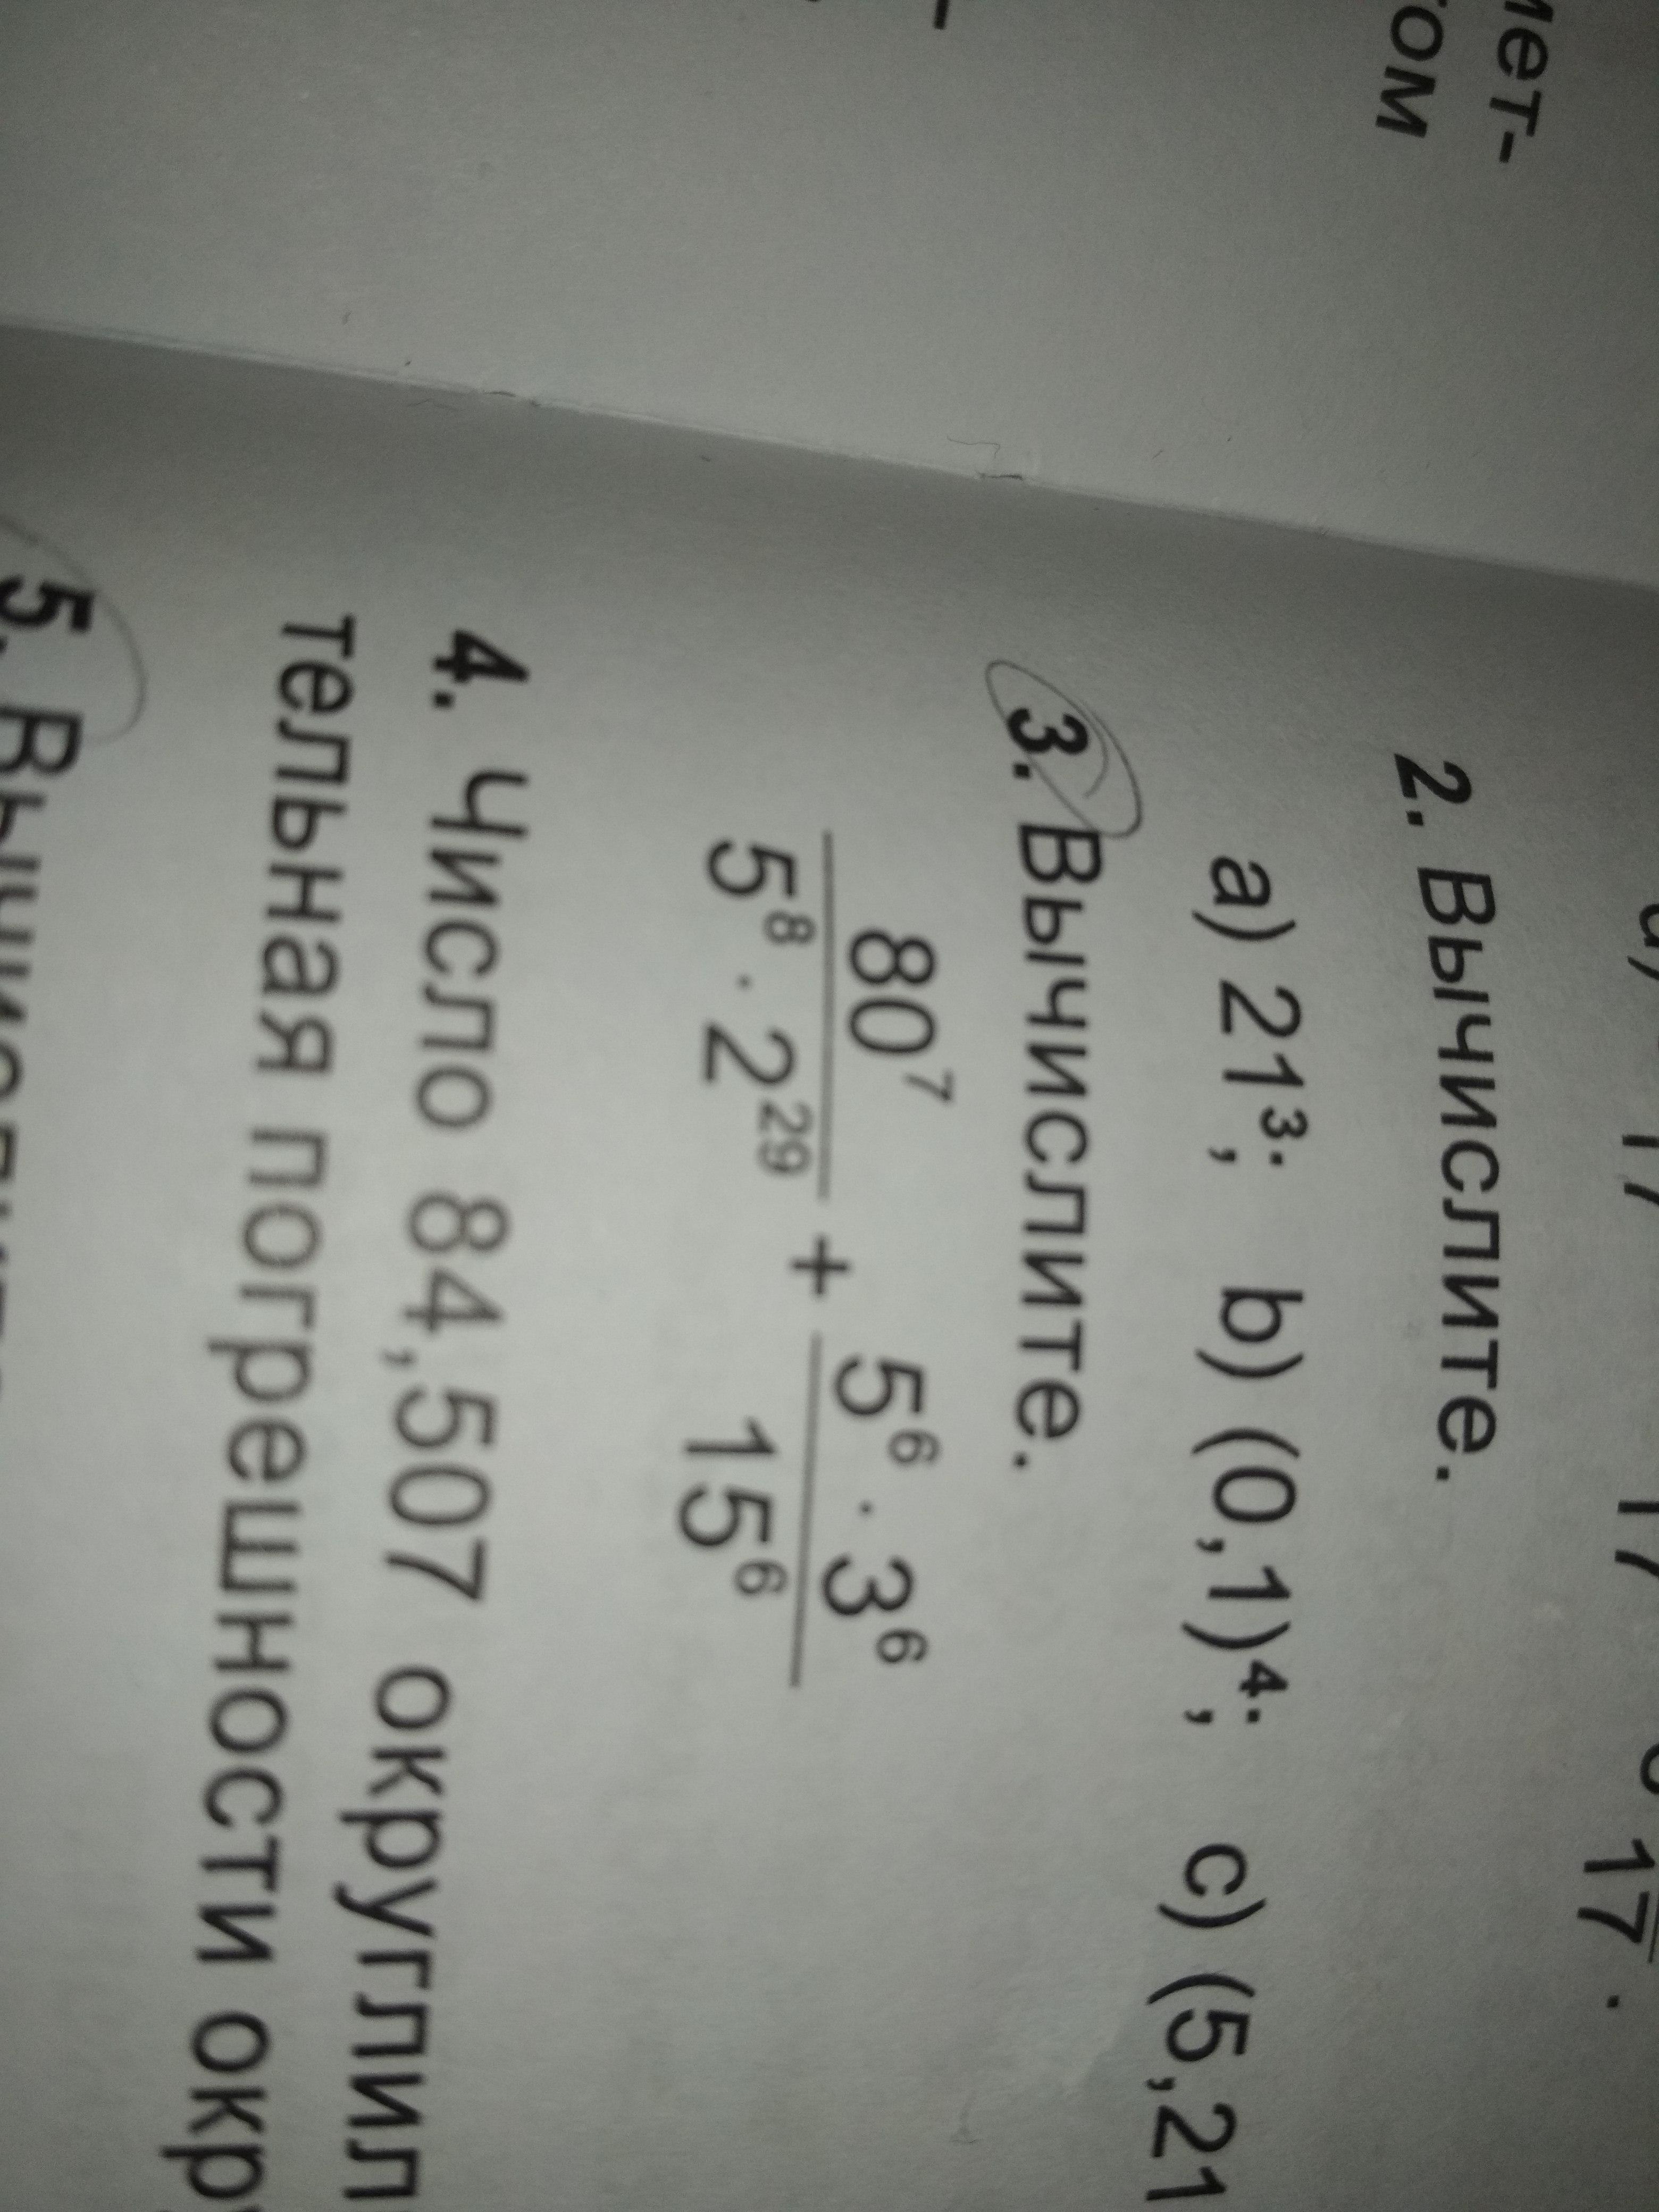 2. Вычислите.
a) 21³; b) (0,1)⁴; c) (5,21
3. Вычислите.
80⁷ / 5⁸ · 2²⁹ + 5⁶ · 3⁶ / 15⁶
4. Число 84,507 округлил
тельная погрешности окр
5.